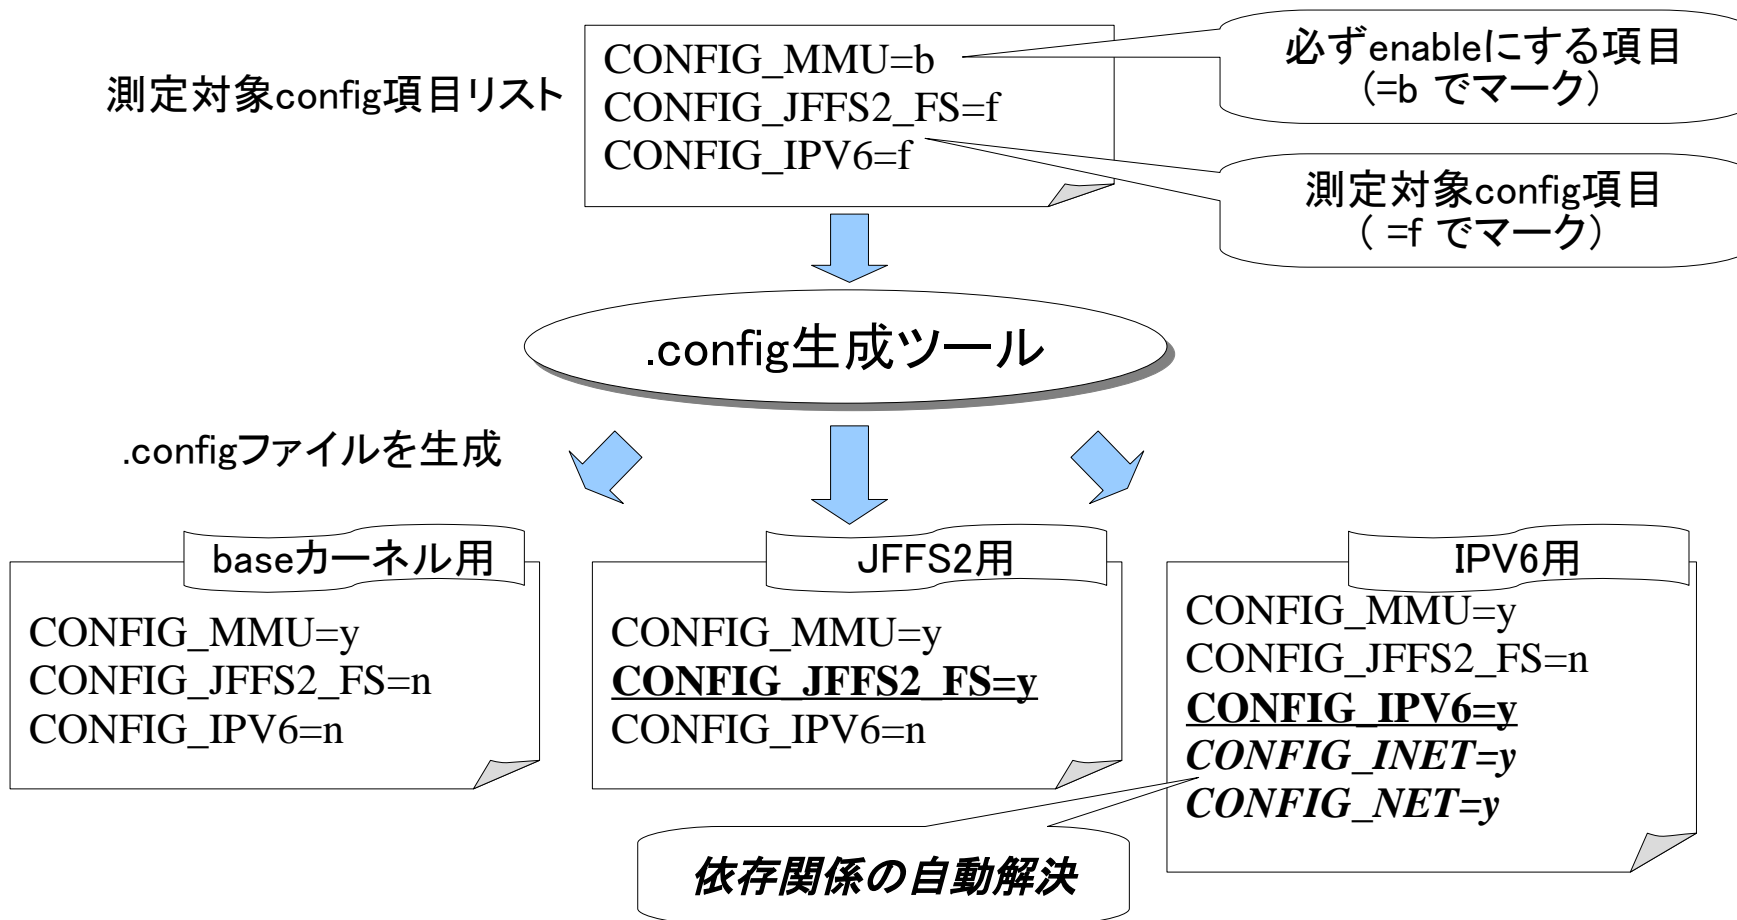 測定対象config項目リスト
CONFIG_MMU=b
CONFIG_JFFS2_FS=f
CONFIG_IPV6=f
必ずenableにする項目
(=b でマーク)
測定対象config項目
( =f でマーク)
.config生成ツール
.configファイルを生成
baseカーネル用
CONFIG_MMU=y
CONFIG_JFFS2_FS=n
CONFIG_IPV6=n
JFFS2用
CONFIG_MMU=y
CONFIG_JFFS2_FS=y
CONFIG_IPV6=n
IPV6用
CONFIG_MMU=y
CONFIG_JFFS2_FS=n
CONFIG_IPV6=y
CONFIG_INET=y
CONFIG_NET=y
依存関係の自動解決